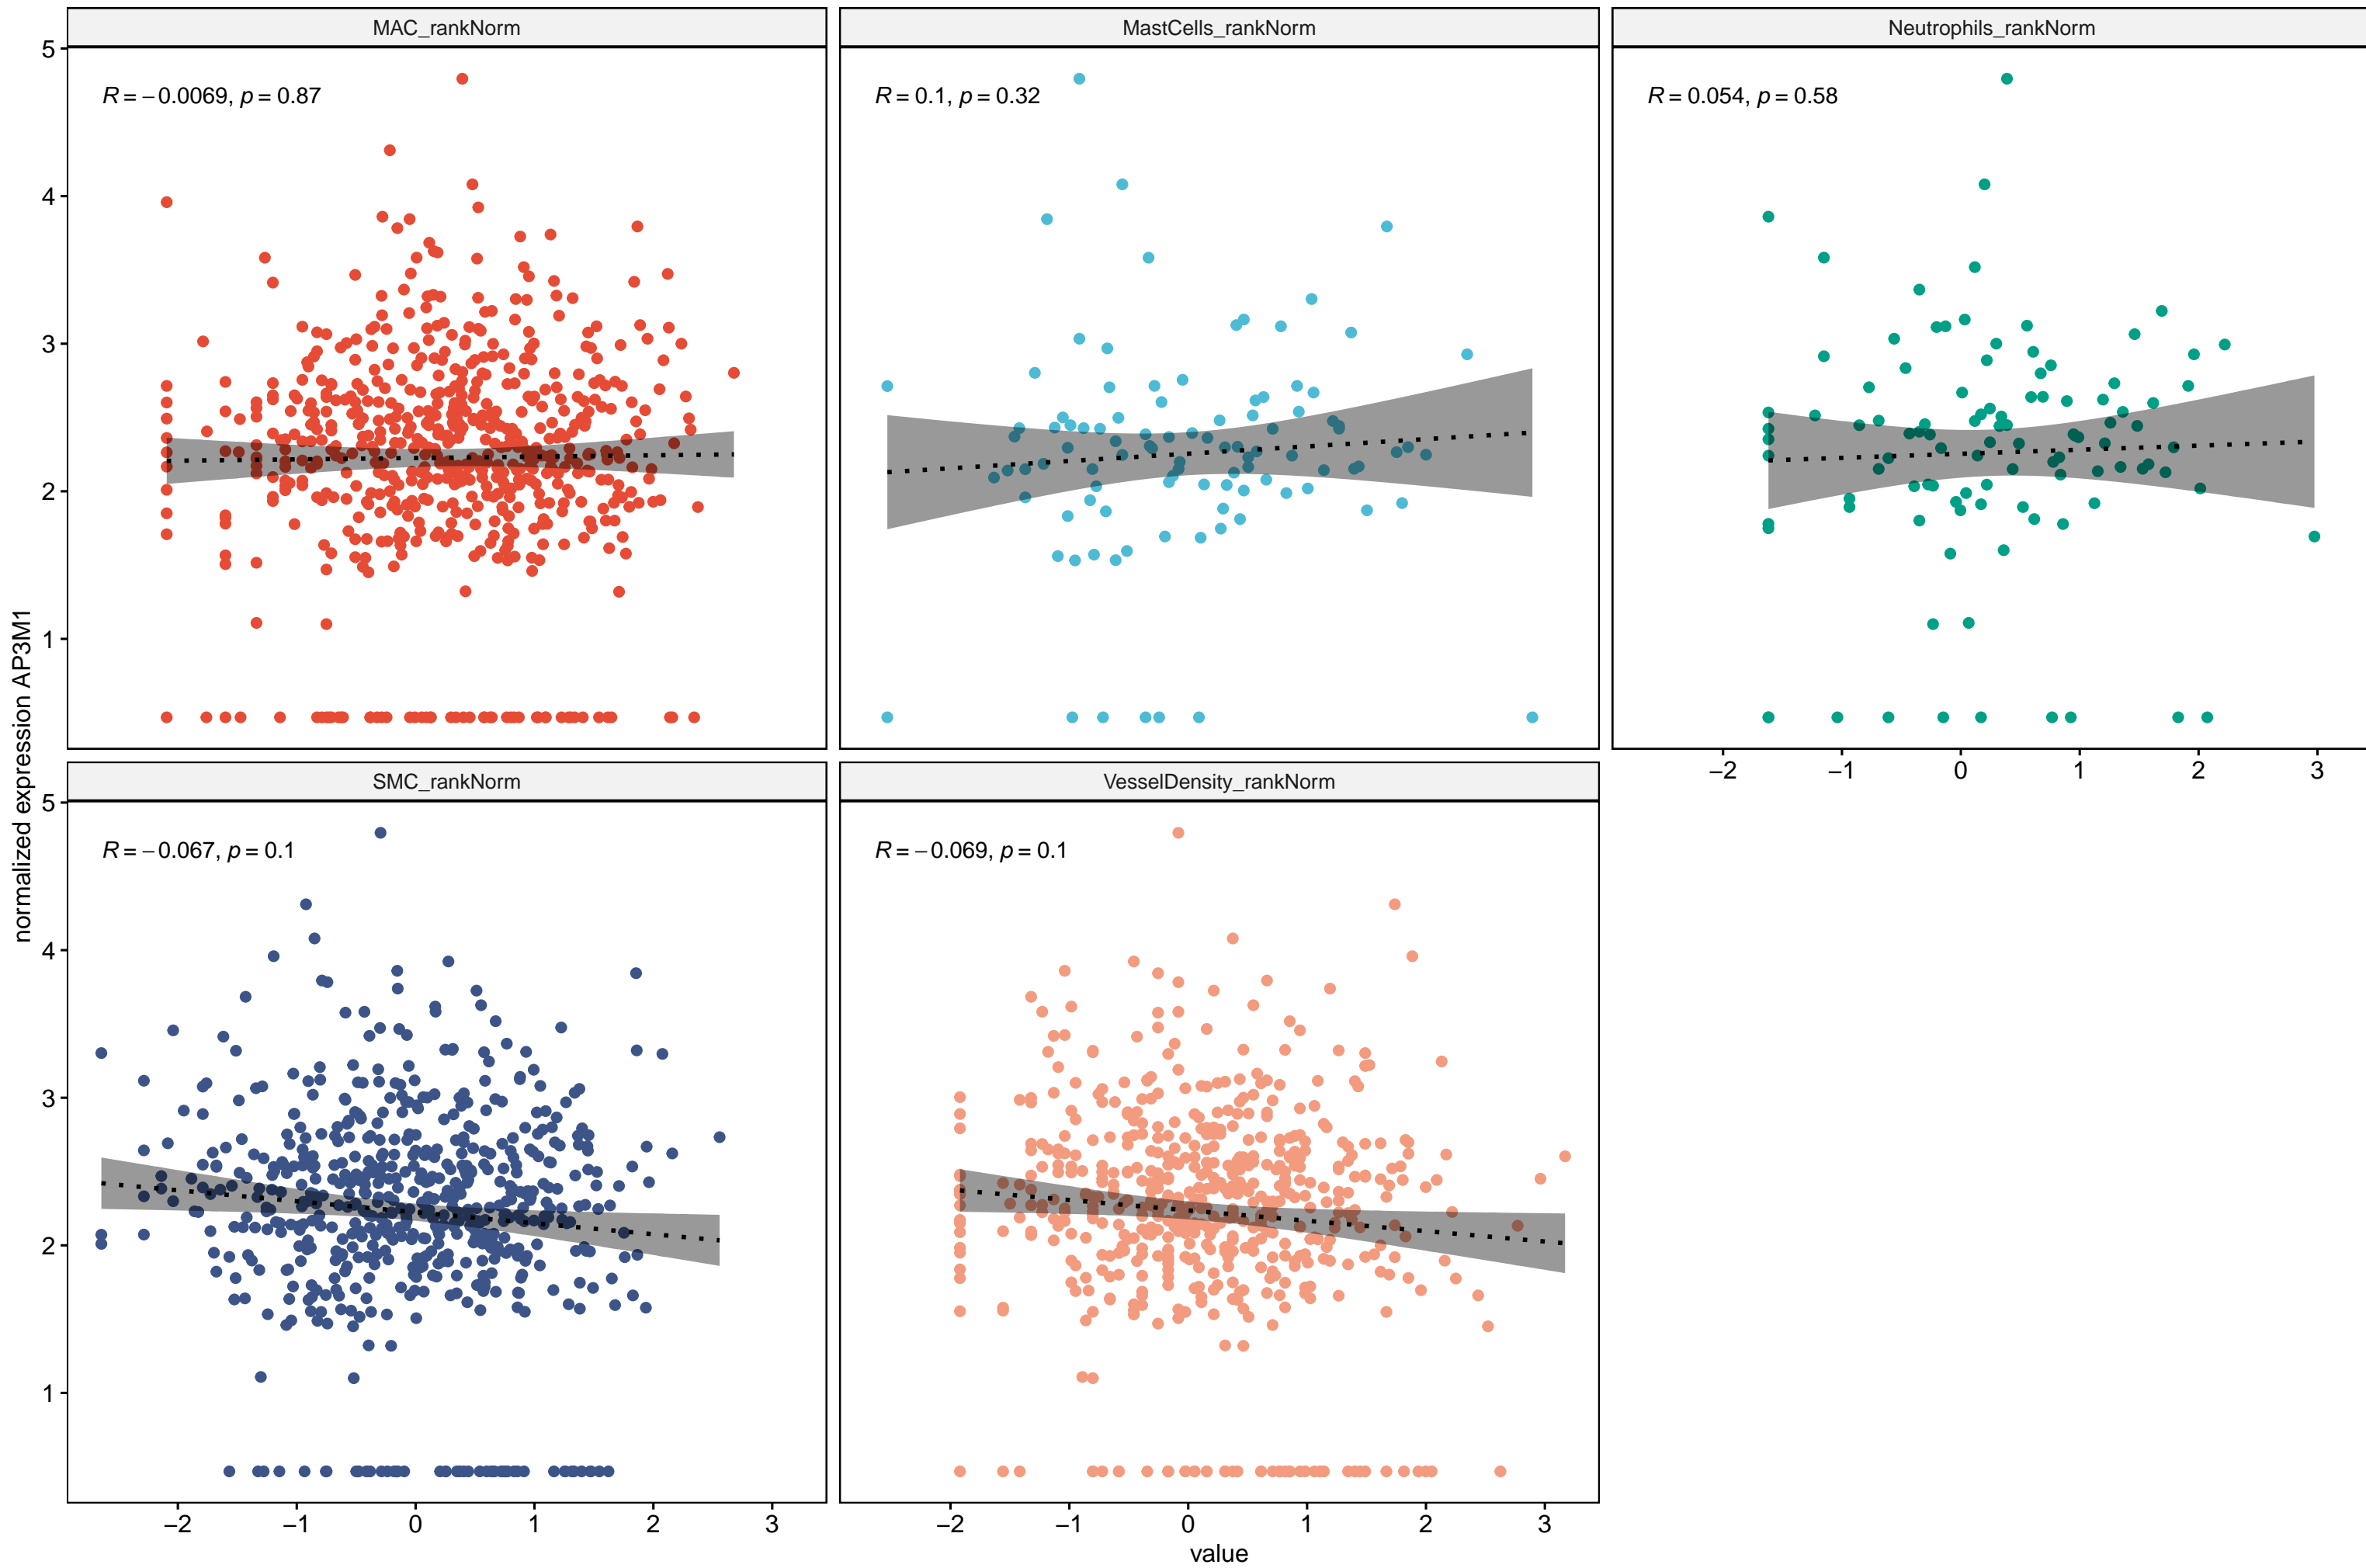 MAC_rankNorm
MastCells_rankNorm
Neutrophils_rankNorm
R = −0.0069, p = 0.87
R = 0.1, p = 0.32
R = 0.054, p = 0.58
5
4
3
2
1
−2 −1 0 1 2 3
SMC_rankNorm
VesselDensity_rankNorm
R = −0.067, p = 0.1
R = −0.069, p = 0.1
5
4
3
2
1
−2 −1 0 1 2 3
−2 −1 0 1 2 3
value
normalized expression AP3M1